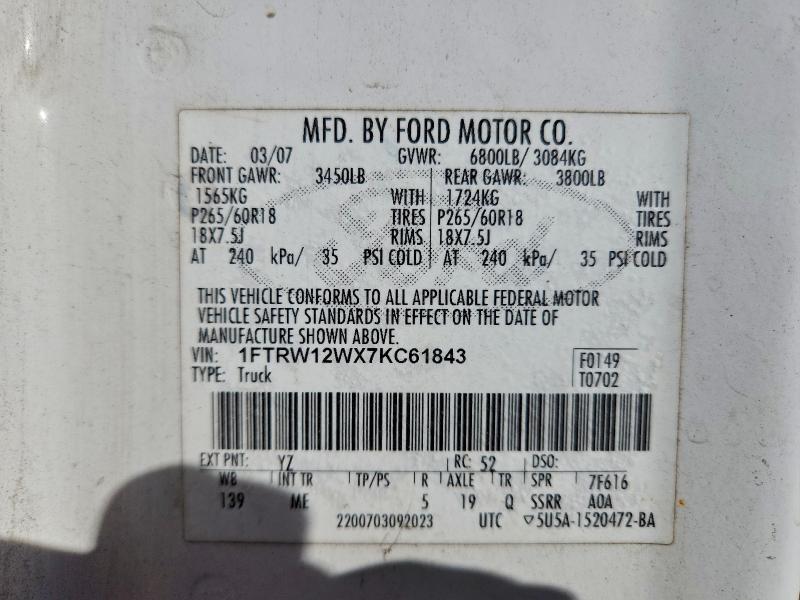 MFD. BY FORD MOTOR CO.
DATE: 03/07 GVWR: 6800LB/ 3084KG
FRONT GAWR: 3450LB REAR GAWR: 3800LB
1565KG WITH 1724KG WITH
P265/60R18 TIRES P265/60R18 TIRES
18X7.5J RIMS 18X7.5J RIMS
AT 240 kPa/ 35 PSI COLD AT 240 kPa/ 35 PSI COLD
THIS VEHICLE CONFORMS TO ALL APPLICABLE FEDERAL MOTOR
VEHICLE SAFETY STANDARDS IN EFFECT ON THE DATE OF
MANUFACTURE SHOWN ABOVE.
VIN: 1FTRW12WX7KC61843 F0149
TYPE: Truck T0702
EXT PNT: YZ RC: 52 DSO:
WB INT TR TP/PS R AXLE TR SPR 7F616
139 ME 5 19 Q SSRR A0A
2200703092023 UTC ▽5U5A-1520472-BA